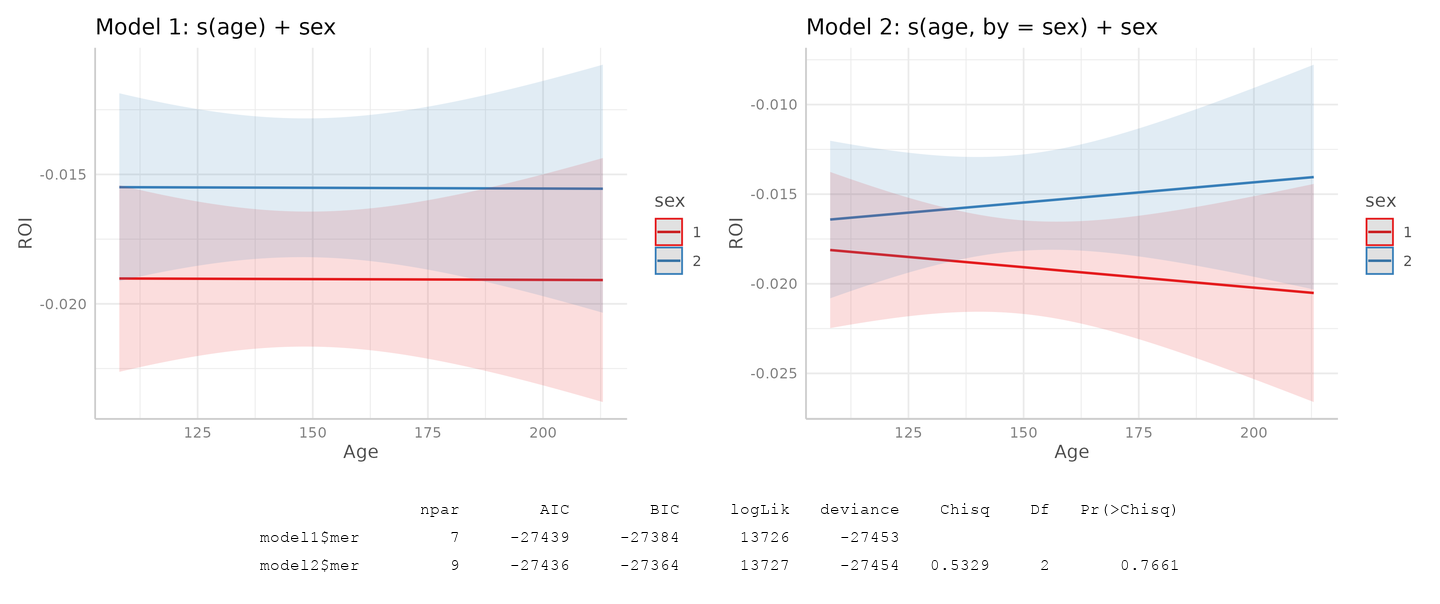 Model 1: s(age) + sex
-0.015
-0.020
ROI
125 150 175 200
Age
sex
1
2
Model 2: s(age, by = sex) + sex
-0.010
-0.015
-0.020
-0.025
ROI
125 150 175 200
Age
sex
1
2
npar AIC BIC logLik deviance Chisq Df Pr(>Chisq)
model1$mer 7 -27439 -27384 13726 -27453
model2$mer 9 -27436 -27364 13727 -27454 0.5329 2 0.7661